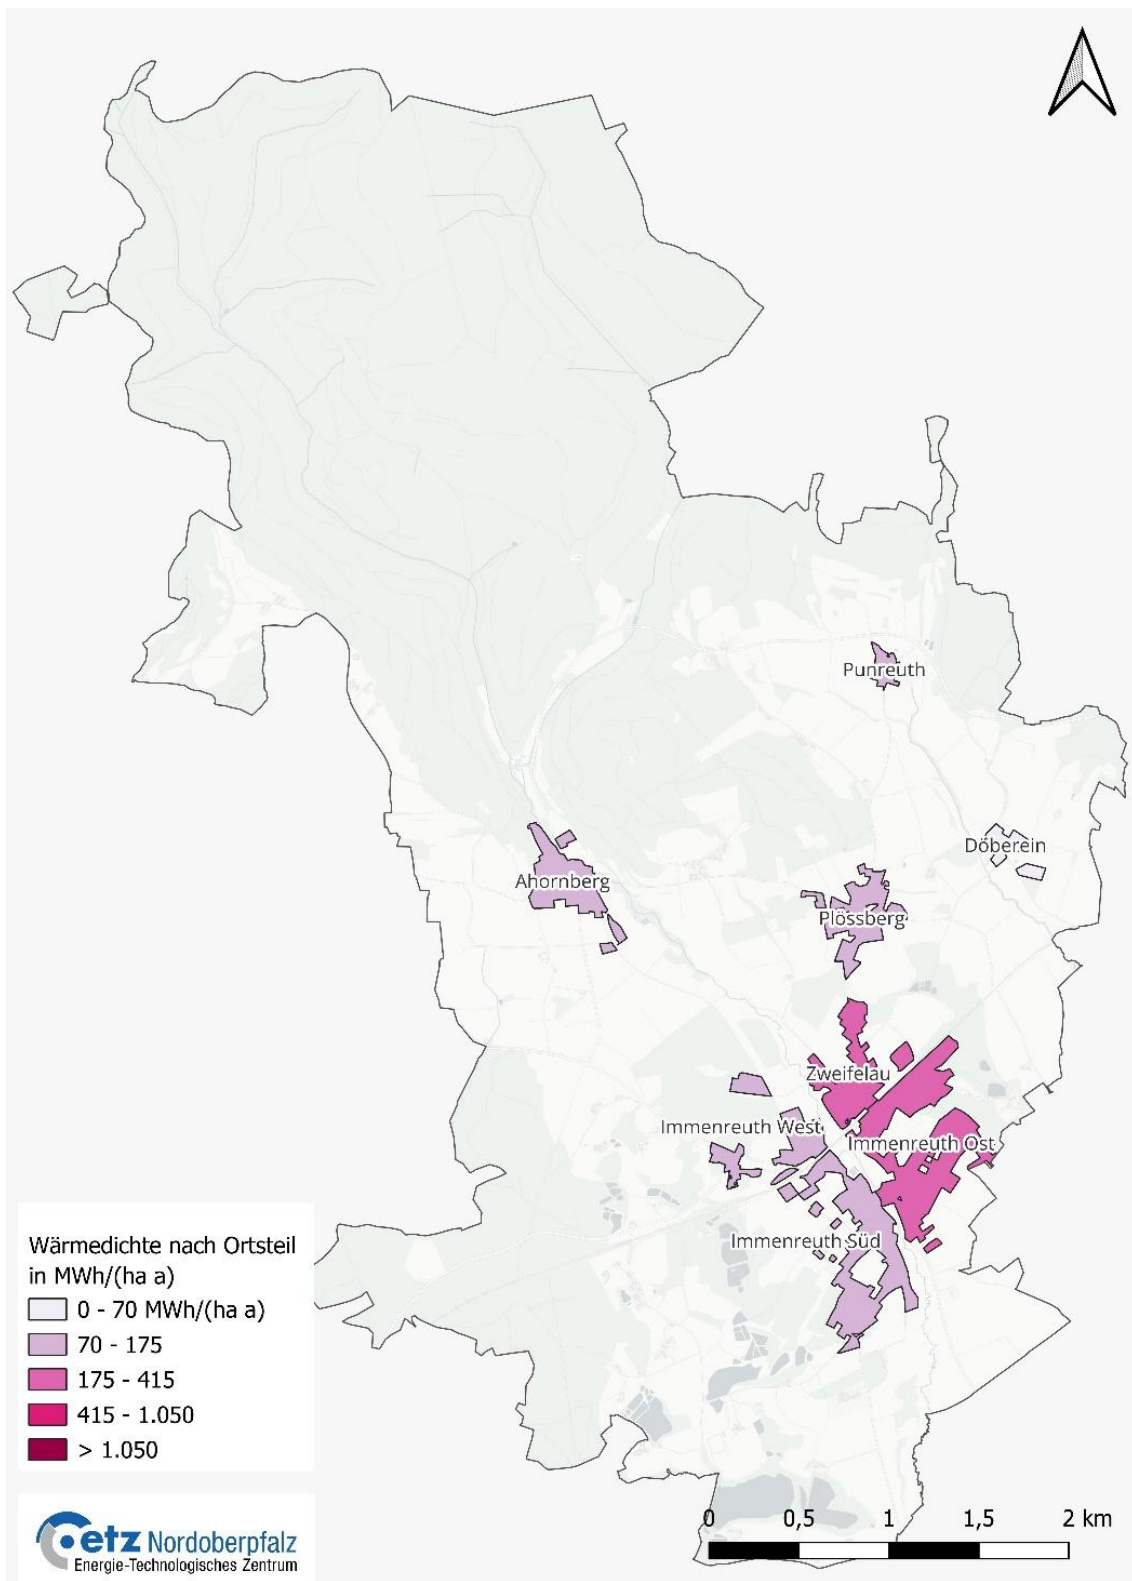 Punreuth
Döberein
Ahornberg
Plössberg
Zweifelau
Immenreuth West
Immenreuth Ost
Immenreuth Süd
Wärmedichte nach Ortsteil
in MWh/(ha a)
0 - 70 MWh/(ha a)
70 - 175
175 - 415
415 - 1.050
> 1.050
0 0,5 1 1,5 2 km
etz Nordoberpfalz
Energie-Technologisches Zentrum